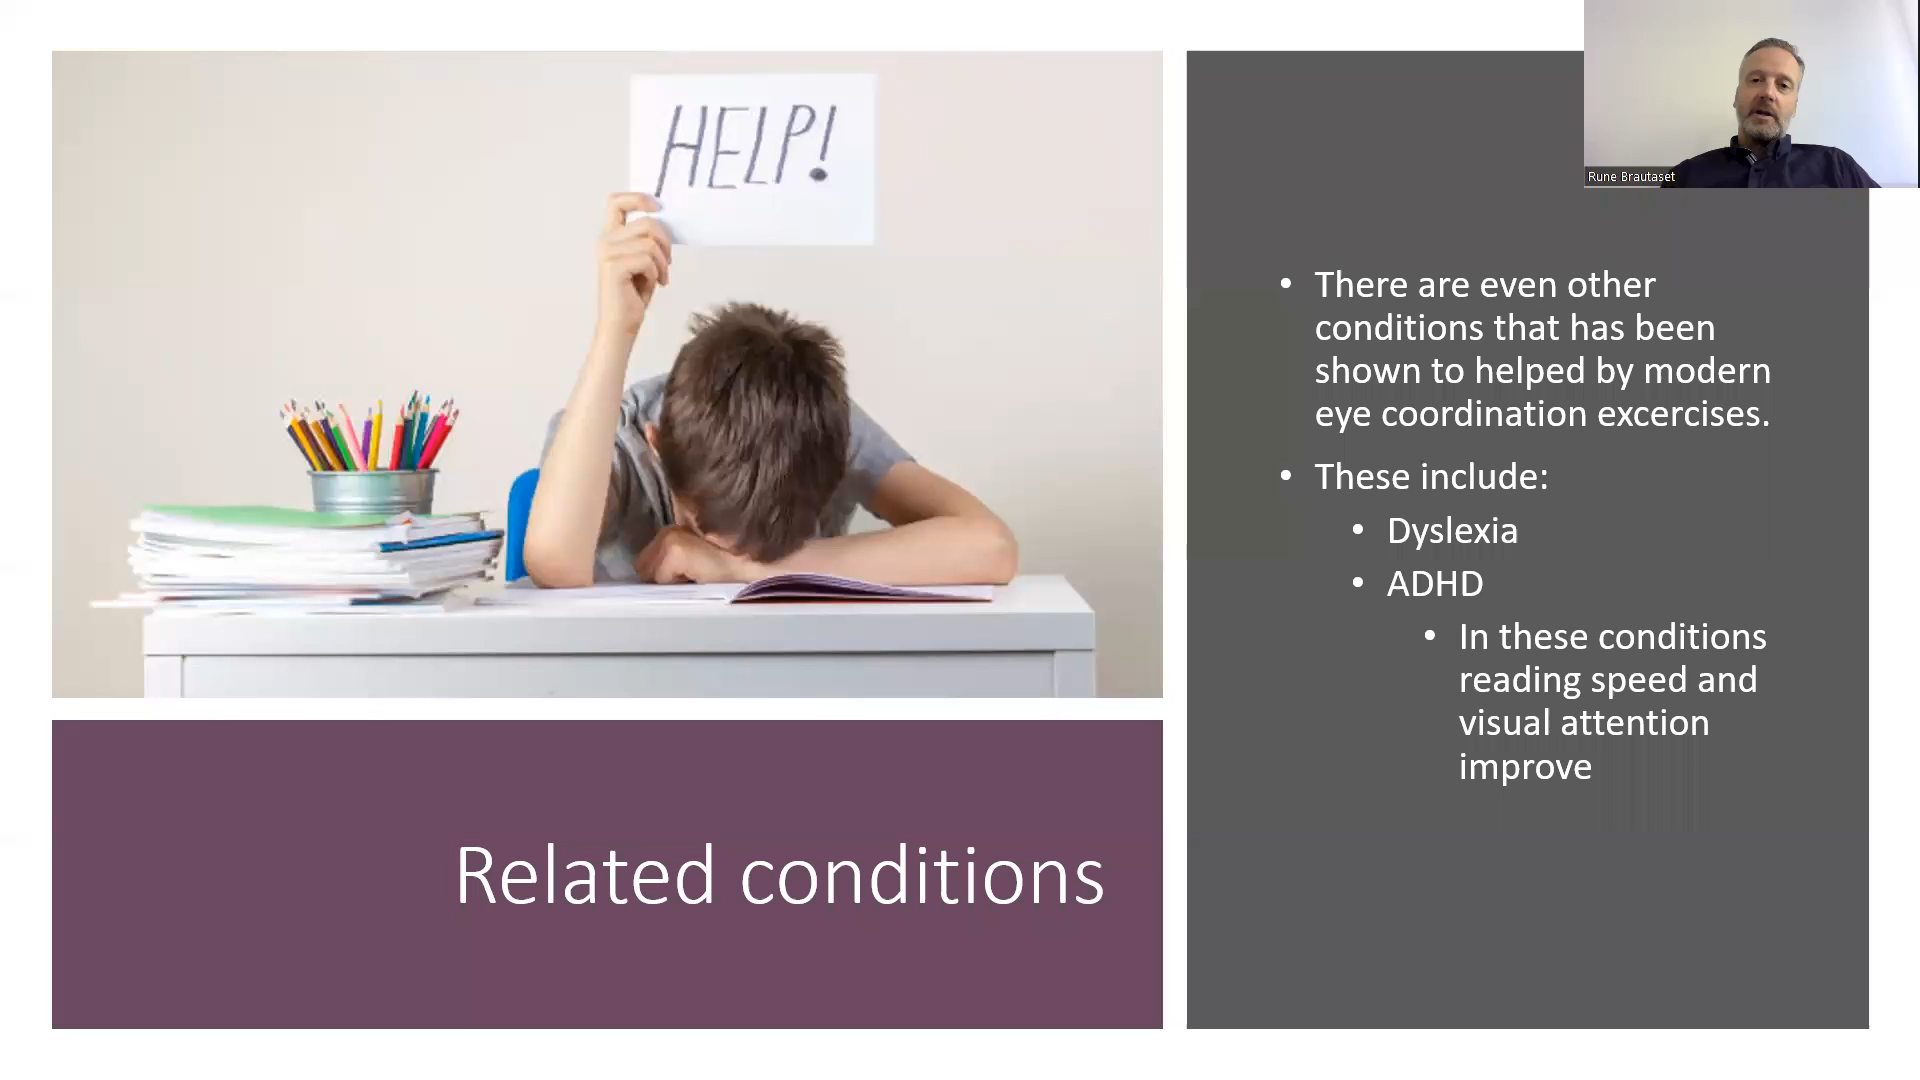 HELP!
Rune Brautaset
• There are even other
conditions that has been
shown to helped by modern
eye coordination excercises.
• These include:
• Dyslexia
• ADHD
• In these conditions
reading speed and
visual attention
improve
Related conditions